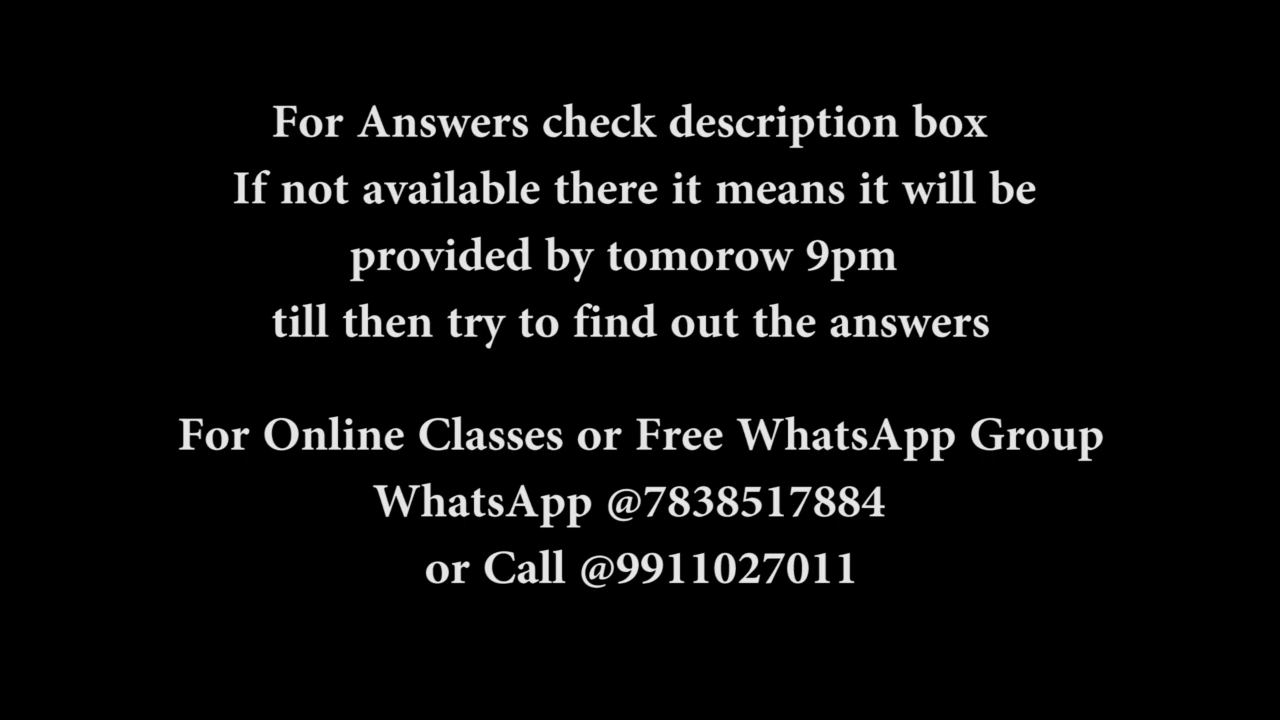 For Answers check description box
If not available there it means it will be
provided by tomorow 9pm
till then try to find out the answers
For Online Classes or Free WhatsApp Group
WhatsApp @7838517884
or Call @9911027011